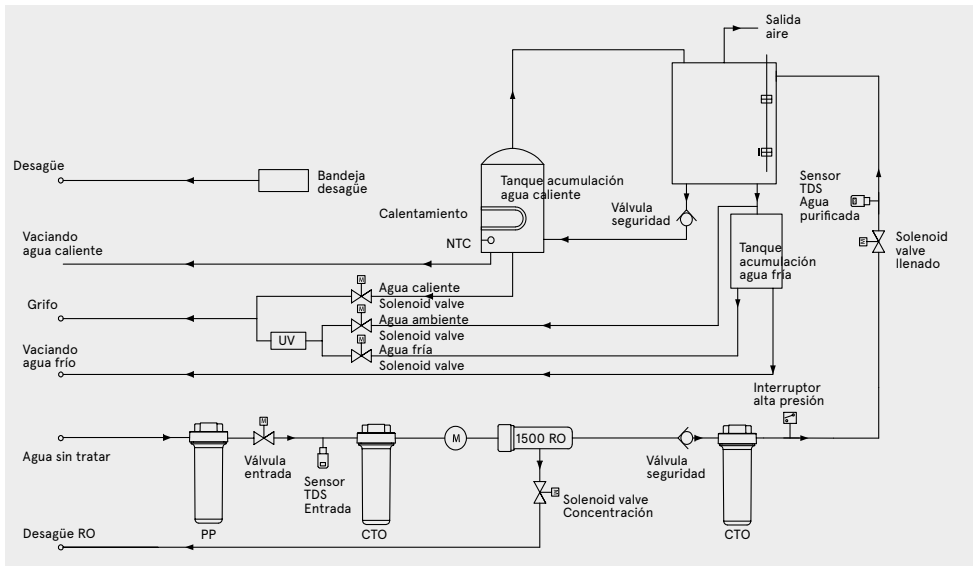 Salida
aire
Desagüe
Bandeja
desagüe
Tanque acumulación
agua caliente
Calentamiento
NTC
Válvula
seguridad
Sensor
TDS
Agua
purificada
Solenoid
valve
llenado
M
Tanque
acumulación
agua fría
Vaciando
agua caliente
M
Agua caliente
Solenoid valve
Grifo
M
Agua ambiente
Solenoid valve
UV
M
Agua fría
Solenoid valve
Vaciando
agua frío
Interruptor
alta presión
Agua sin tratar
PP
M
Válvula
entrada
Sensor
TDS
Entrada
CTO
M
1500 RO
M
Solenoid valve
Concentración
Válvula
seguridad
CTO
Desagüe RO